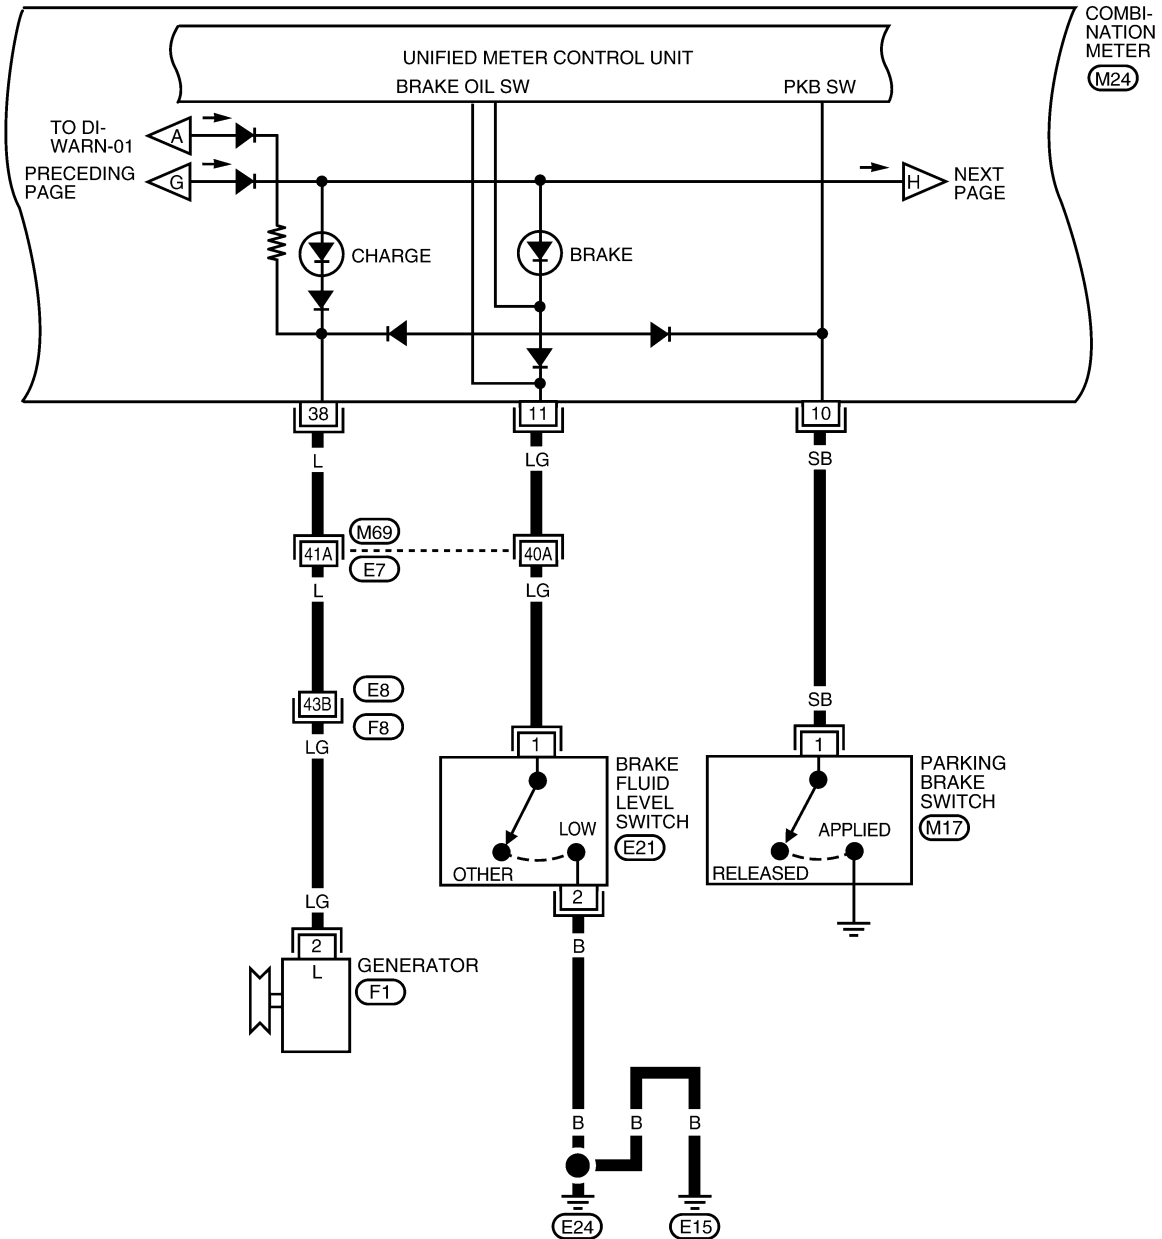 COMBI-
NATION
METER
M24
UNIFIED METER CONTROL UNIT
BRAKE OIL SW
PKB SW
TO DI-
WARN-01
A
PRECEDING
PAGE
G
H
NEXT
PAGE
CHARGE
BRAKE
38
11
10
L
LG
SB
41A
M69
E7
40A
L
LG
43B
E8
F8
LG
SB
1
1
BRAKE
FLUID
LEVEL
SWITCH
E21
LOW
OTHER
PARKING
BRAKE
SWITCH
M17
APPLIED
RELEASED
LG
2
2
L
GENERATOR
F1
B
B
B
B
E24
E15